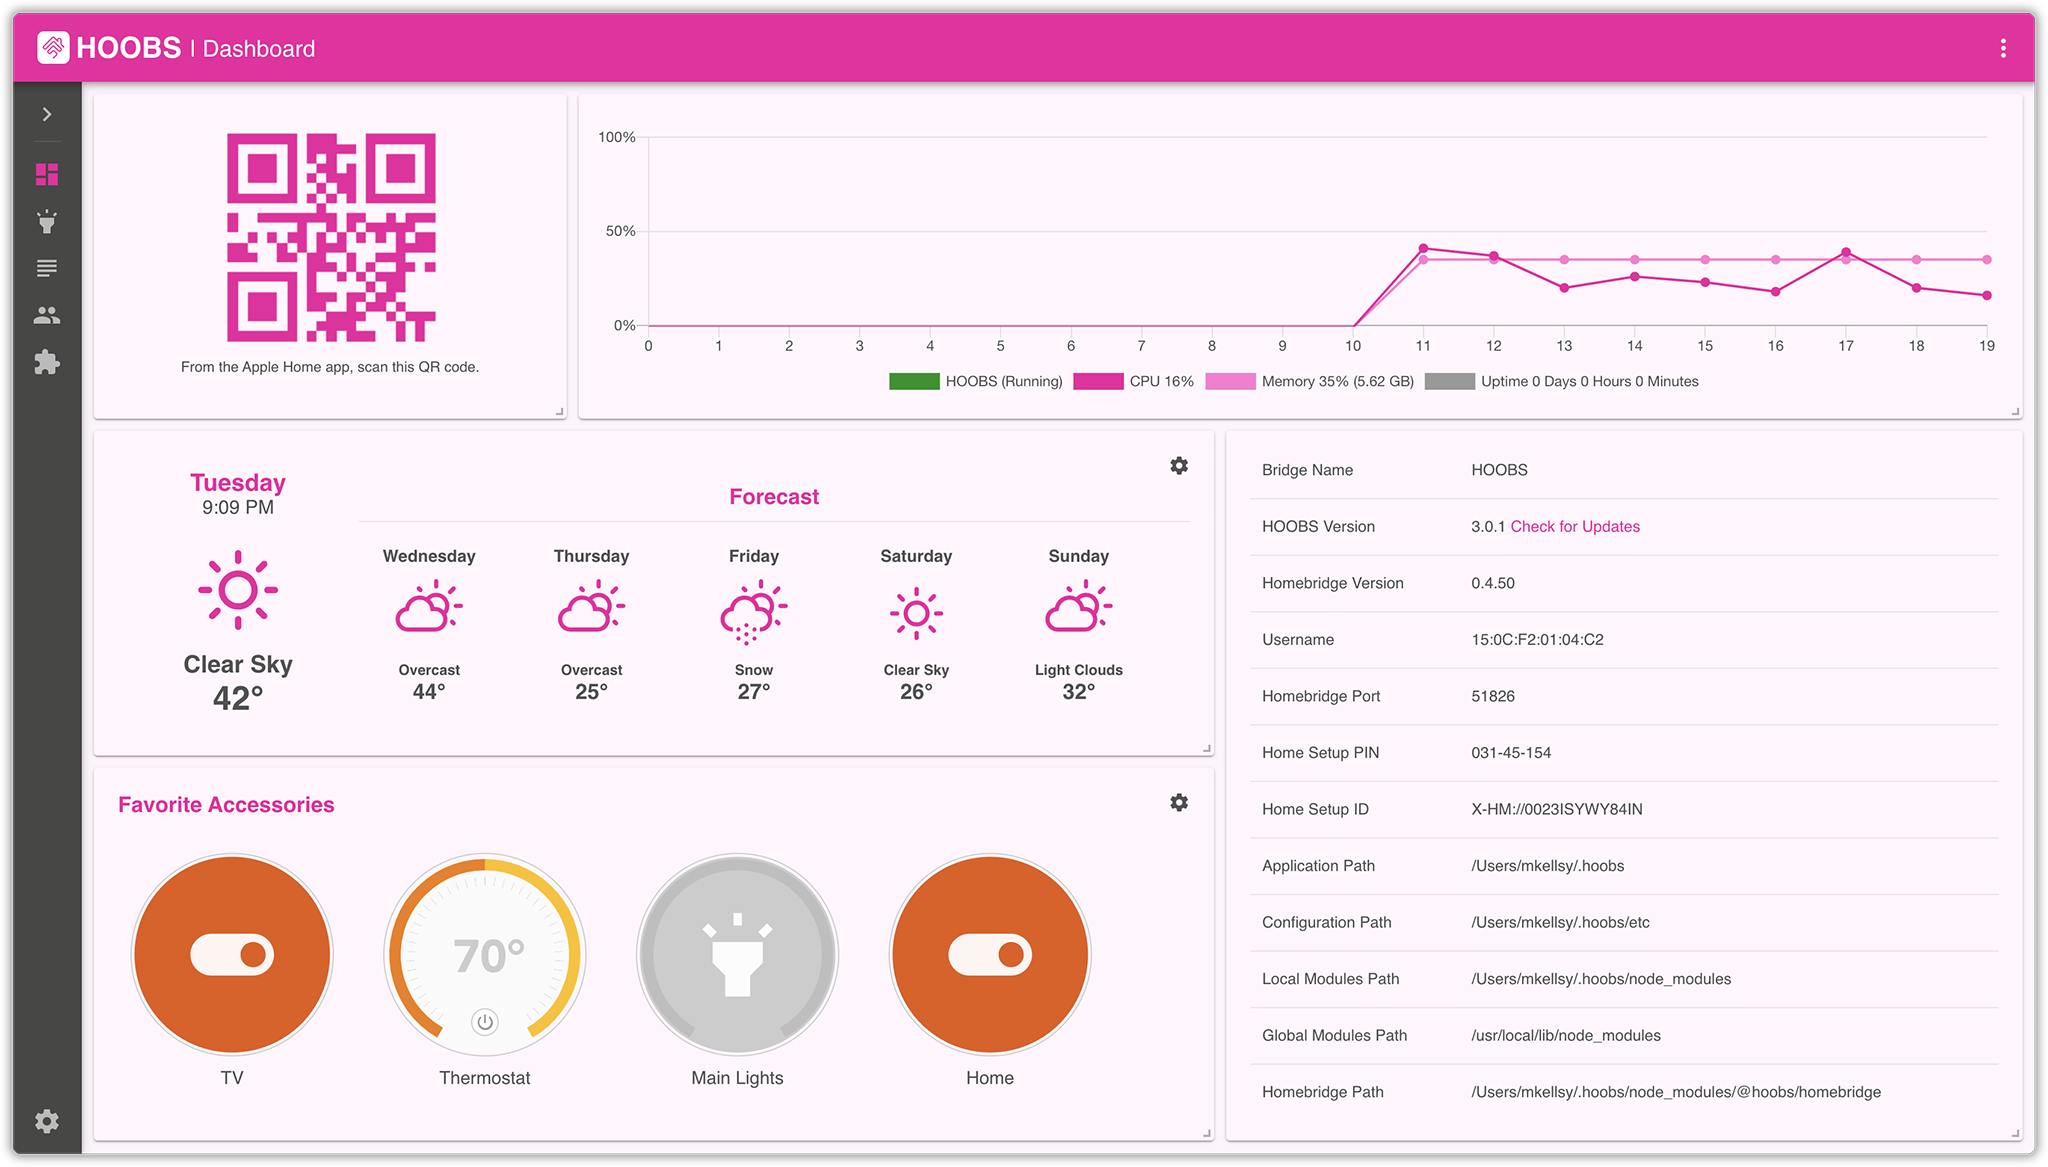 HOOBS | Dashboard
From the Apple Home app, scan this QR code.
100%
50%
0%
0 1 2 3 4 5 6 7 8 9 10 11 12 13 14 15 16 17 18 19
HOOBS (Running) CPU 16% Memory 35% (5.62 GB) Uptime 0 Days 0 Hours 0 Minutes
Tuesday
9:09 PM
Clear Sky
42°
Forecast
Wednesday Thursday Friday Saturday Sunday
Overcast Overcast Snow Clear Sky Light Clouds
44° 25° 27° 26° 32°
Favorite Accessories
70°
TV Thermostat Main Lights Home
Bridge Name HOOBS
HOOBS Version 3.0.1 Check for Updates
Homebridge Version 0.4.50
Username 15:0C:F2:01:04:C2
Homebridge Port 51826
Home Setup PIN 031-45-154
Home Setup ID X-HM://0023ISYWY84IN
Application Path /Users/mkellsy/.hoobs
Configuration Path /Users/mkellsy/.hoobs/etc
Local Modules Path /Users/mkellsy/.hoobs/node_modules
Global Modules Path /usr/local/lib/node_modules
Homebridge Path /Users/mkellsy/.hoobs/node_modules/@hoobs/homebridge